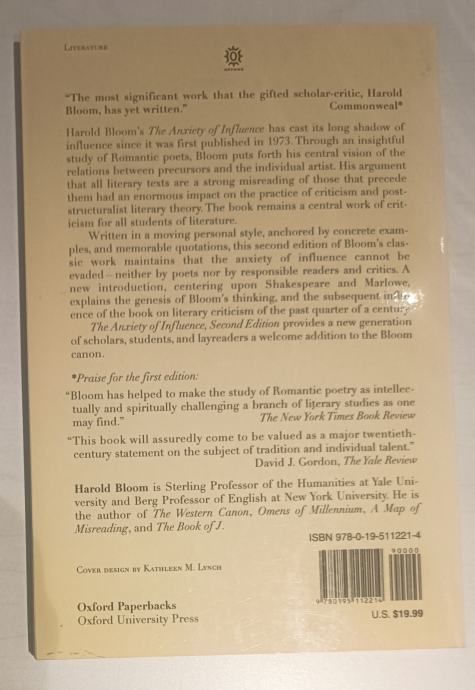 LITERATURE
OXFORD
"The most significant work that the gifted scholar-critic, Harold
Bloom, has yet written." Commonweal*
Harold Bloom's The Anxiety of Influence has cast its long shadow of
influence since it was first published in 1973. Through an insightful
study of Romantic poets, Bloom puts forth his central vision of the
relations between precursors and the individual artist. His argument
that all literary texts are a strong misreading of those that precede
them had an enormous impact on the practice of criticism and post-
structuralist literary theory. The book remains a central work of crit-
icism for all students of literature.
Written in a moving personal style, anchored by concrete exam-
ples, and memorable quotations, this second edition of Bloom's clas-
sic work maintains that the anxiety of influence cannot be
evaded—neither by poets nor by responsible readers and critics. A
new introduction, centering upon Shakespeare and Marlowe,
explains the genesis of Bloom's thinking, and the subsequent influ-
ence of the book on literary criticism of the past quarter of a century.
The Anxiety of Influence, Second Edition provides a new generation
of scholars, students, and layreaders a welcome addition to the Bloom
canon.
*Praise for the first edition:
"Bloom has helped to make the study of Romantic poetry as intellec-
tually and spiritually challenging a branch of literary studies as one
may find." The New York Times Book Review
"This book will assuredly come to be valued as a major twentieth-
century statement on the subject of tradition and individual talent."
David J. Gordon, The Yale Review
Harold Bloom is Sterling Professor of the Humanities at Yale Uni-
versity and Berg Professor of English at New York University. He is
the author of The Western Canon, Omens of Millennium, A Map of
Misreading, and The Book of J.
ISBN 978-0-19-511221-4
90000
9 780195 112214
COVER DESIGN BY KATHLEEN M. LYNCH
Oxford Paperbacks
Oxford University Press
U.S. $19.99